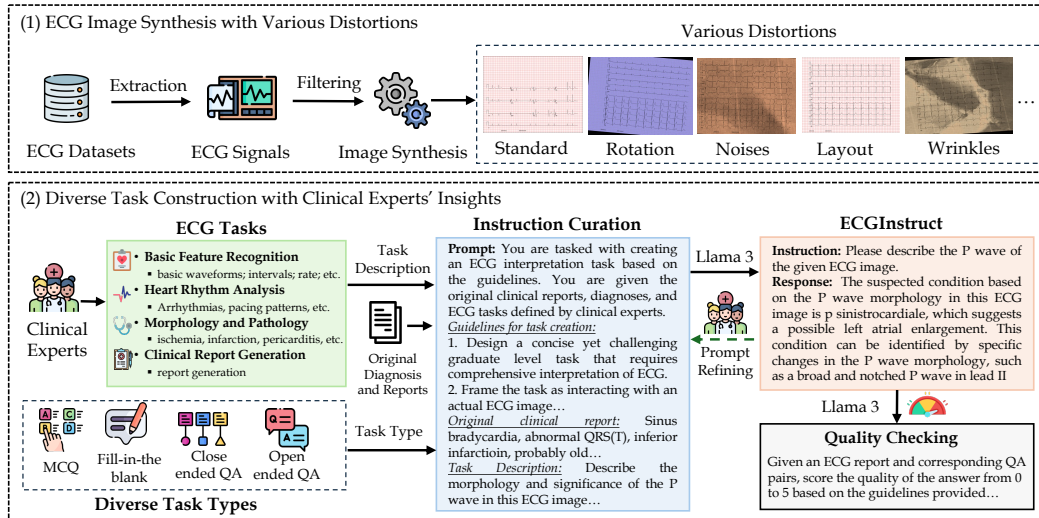 (1) ECG Image Synthesis with Various Distortions
Various Distortions
Extraction
Filtering
...
ECG Datasets
ECG Signals
Image Synthesis
Standard
Rotation
Noises
Layout
Wrinkles
(2) Diverse Task Construction with Clinical Experts' Insights
ECG Tasks
• Basic Feature Recognition
▪ basic waveforms; intervals; rate; etc.
• Heart Rhythm Analysis
▪ Arrhythmias, pacing patterns, etc.
• Morphology and Pathology
▪ ischemia, infarction, pericarditis, etc.
• Clinical Report Generation
▪ report generation
Clinical
Experts
Task
Description
Original
Diagnosis
and Reports
Task Type
A
B
C
D
MCQ
Fill-in-the
blank
Close
ended QA
Q
A
Open
ended QA
Diverse Task Types
Instruction Curation
Prompt: You are tasked with creating
an ECG interpretation task based on
the guidelines. You are given the
original clinical reports, diagnoses, and
ECG tasks defined by clinical experts.
Guidelines for task creation:
1. Design a concise yet challenging
graduate level task that requires
comprehensive interpretation of ECG.
2. Frame the task as interacting with an
actual ECG image…
Original clinical report: Sinus
bradycardia, abnormal QRS(T), inferior
infarctioin, probably old…
Task Description: Describe the
morphology and significance of the P
wave in this ECG image…
Llama 3
Prompt
Refining
ECGInstruct
Instruction: Please describe the P wave of
the given ECG image.
Response: The suspected condition based
on the P wave morphology in this ECG
image is p sinistrocardiale, which suggests
a possible left atrial enlargement. This
condition can be identified by specific
changes in the P wave morphology, such
as a broad and notched P wave in lead II
Llama 3
Quality Checking
Given an ECG report and corresponding QA
pairs, score the quality of the answer from 0
to 5 based on the guidelines provided…